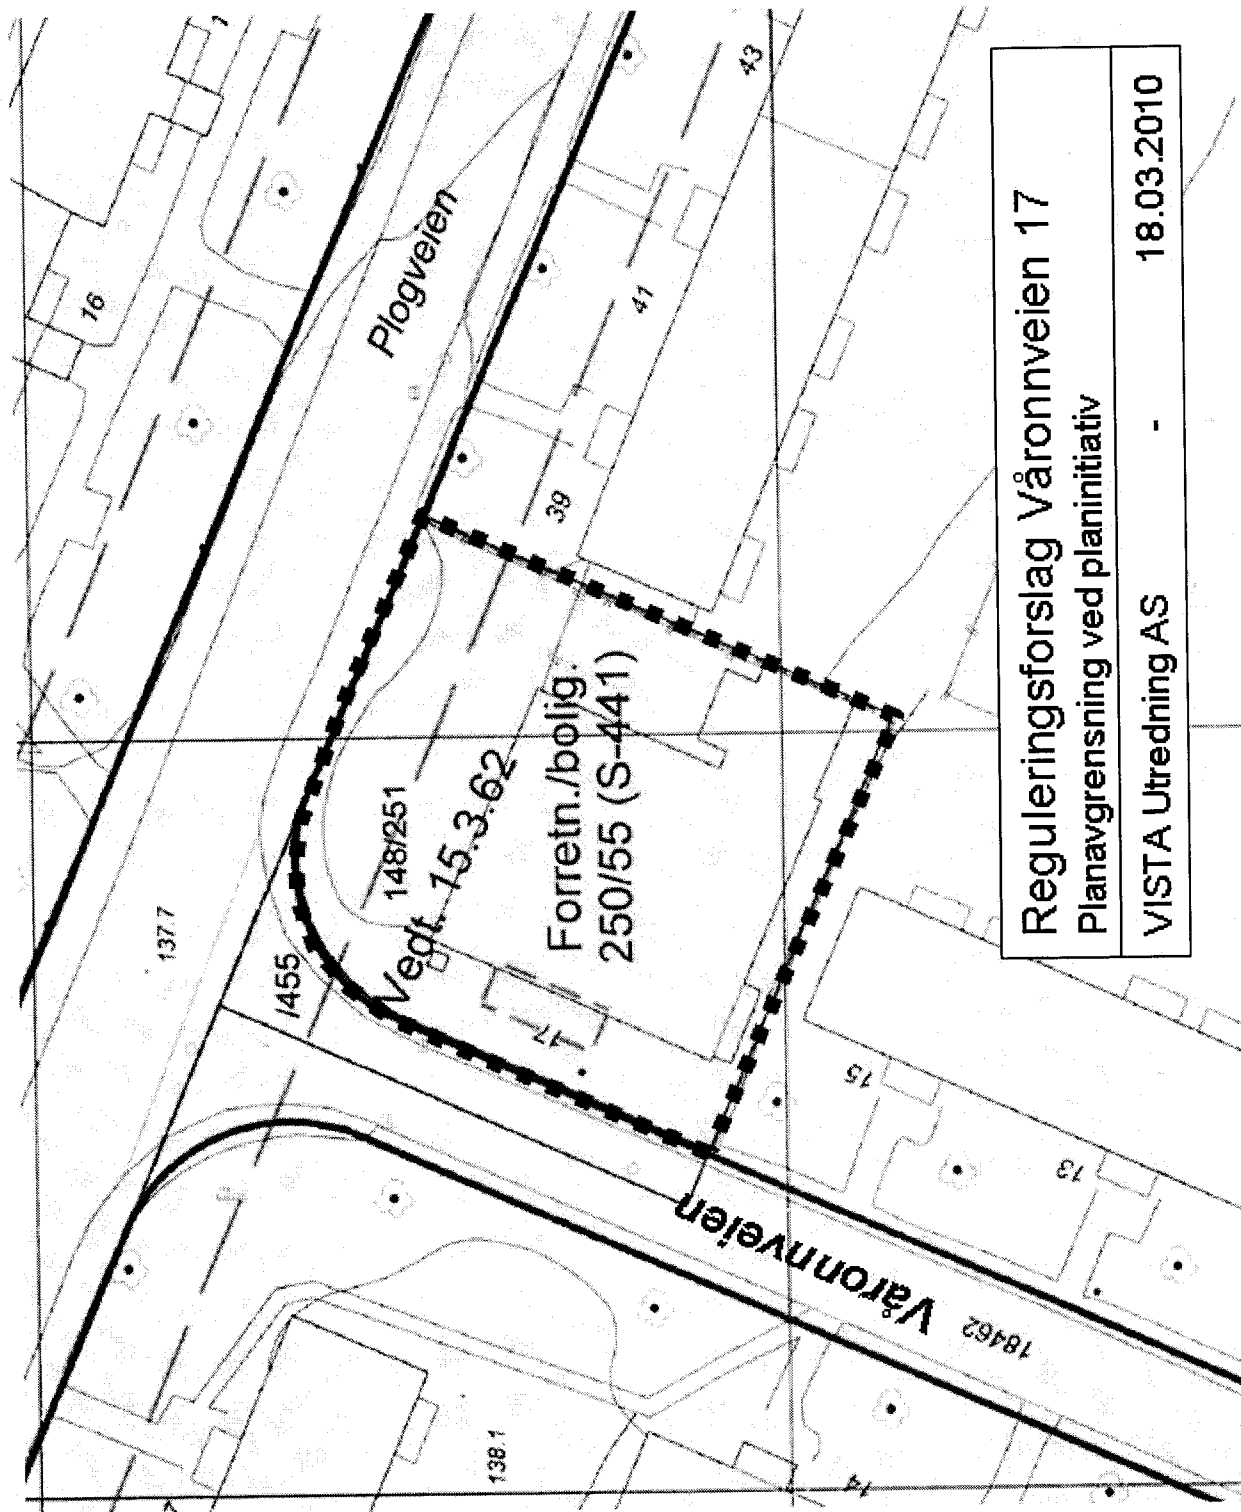 Plogveien
16
43
41
39
137.7
1455
148/251
Vedt. 15.3.62
Forretn./bolig.
250/55 (S-441)
17
15
13
Våronnveien
18462
138.1
14
Reguleringsforslag Våronnveien 17
Planavgrensning ved planinitiativ
VISTA Utredning AS - 18.03.2010